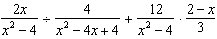 2x/(x² − 4) ÷ 4/(x² − 4x + 4) + 12/(x² − 4) · (2 − x)/3